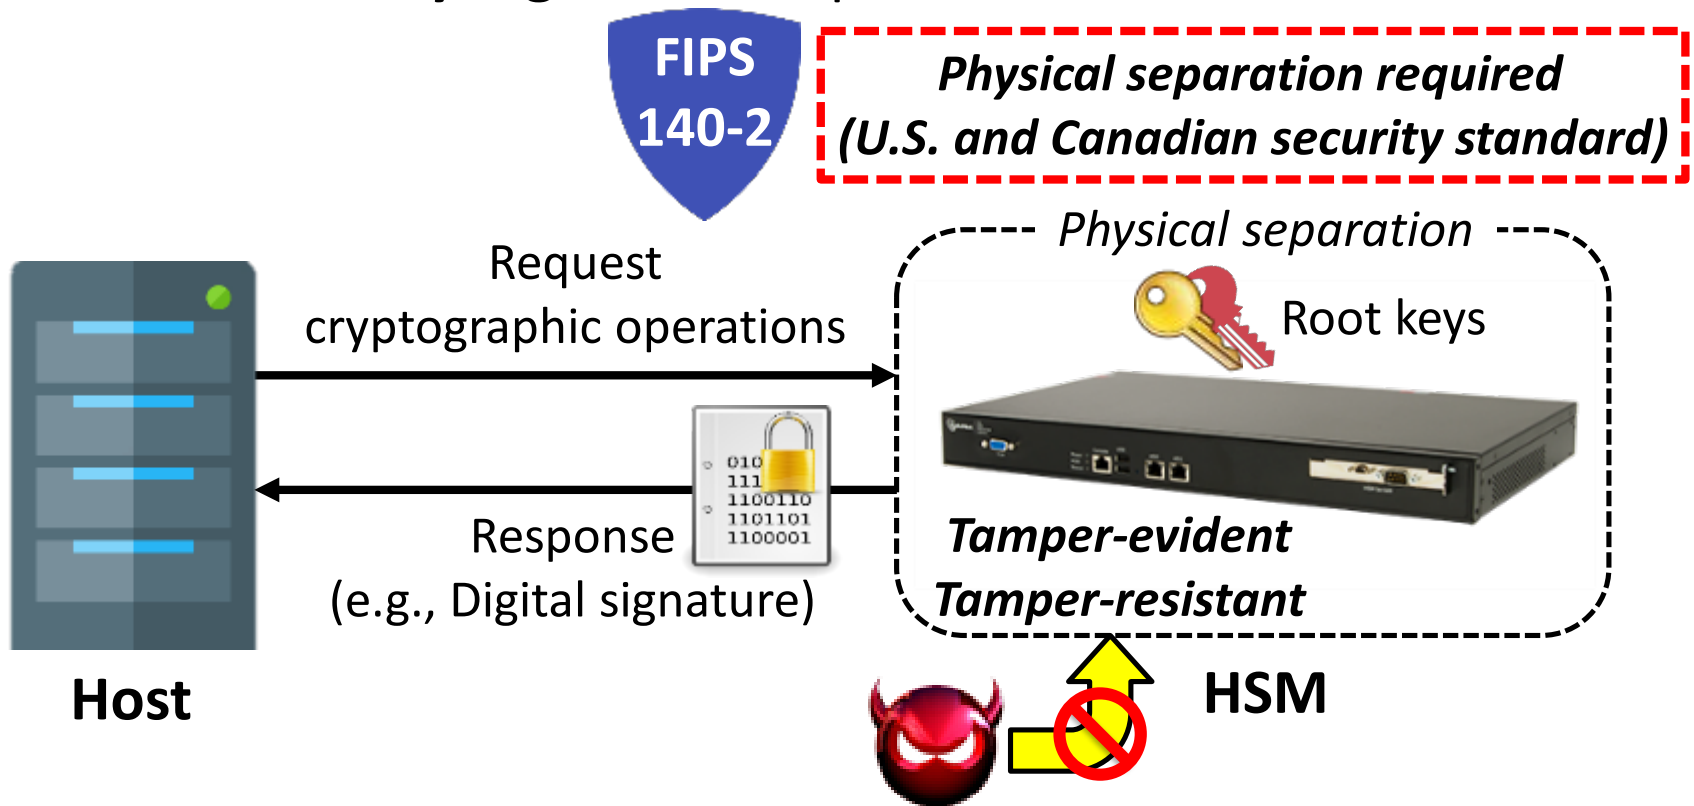 FIPS
140-2
Physical separation required
(U.S. and Canadian security standard)
Physical separation
Request
cryptographic operations
Root keys
010
111
1100110
1101101
1100001
Response
(e.g., Digital signature)
Tamper-evident
Tamper-resistant
Host
HSM